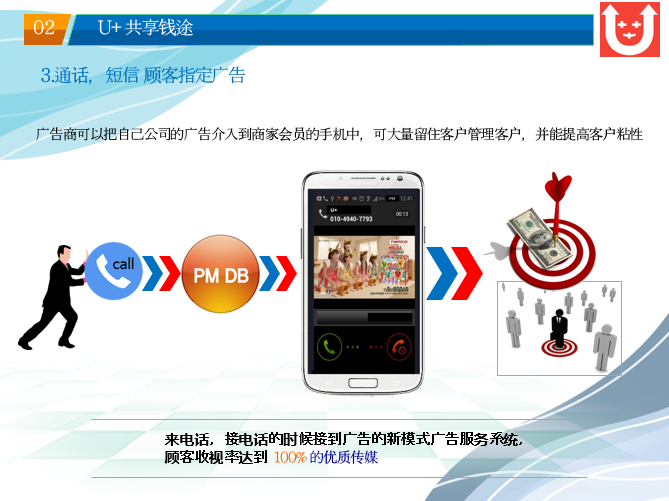 02
U+ 共享钱途
3.通话，短信 顾客指定广告
广告商可以把自己公司的广告介入到商家会员的手机中，可大量留住客户管理客户，并能提高客户粘性
call
PM DB
PM 12:41
U+
010-4940-7793
00:13
来电话，接电话的时候接到广告的新模式广告服务系统，
顾客收视率达到 100% 的优质传媒